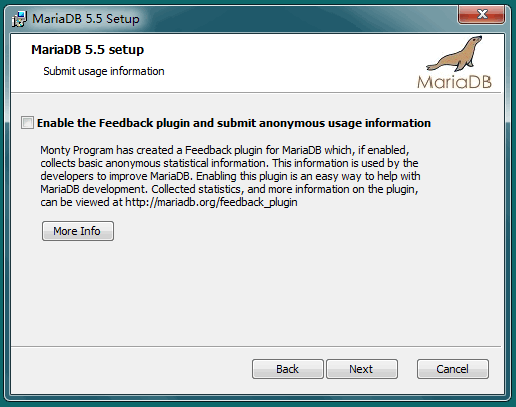 MariaDB 5.5 Setup
MariaDB 5.5 setup
Submit usage information
MariaDB
Enable the Feedback plugin and submit anonymous usage information
Monty Program has created a Feedback plugin for MariaDB which, if enabled,
collects basic anonymous statistical information. This information is used by the
developers to improve MariaDB. Enabling this plugin is an easy way to help with
MariaDB development. Collected statistics, and more information on the plugin,
can be viewed at http://mariadb.org/feedback_plugin
More Info
Back
Next
Cancel